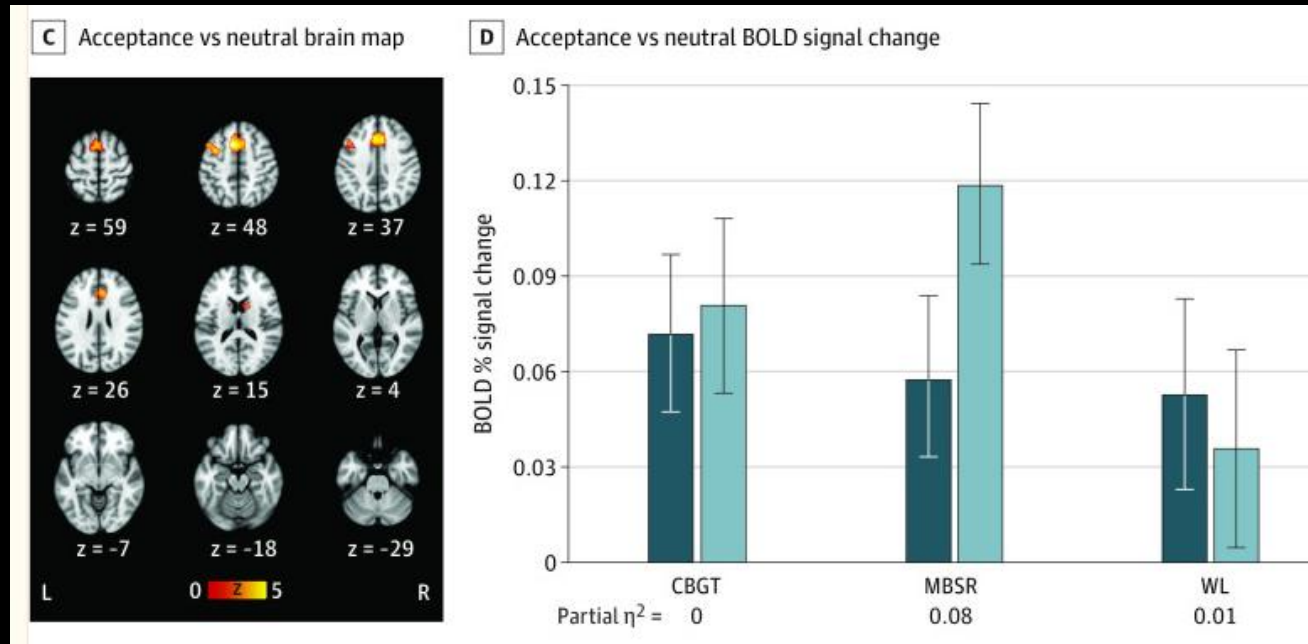 C Acceptance vs neutral brain map
z = 59 z = 48 z = 37
z = 26 z = 15 z = 4
z = -7 z = -18 z = -29
L 0 Z 5 R
D Acceptance vs neutral BOLD signal change
BOLD % signal change
0.15
0.12
0.09
0.06
0.03
0
CBGT MBSR WL
Partial η² = 0 0.08 0.01